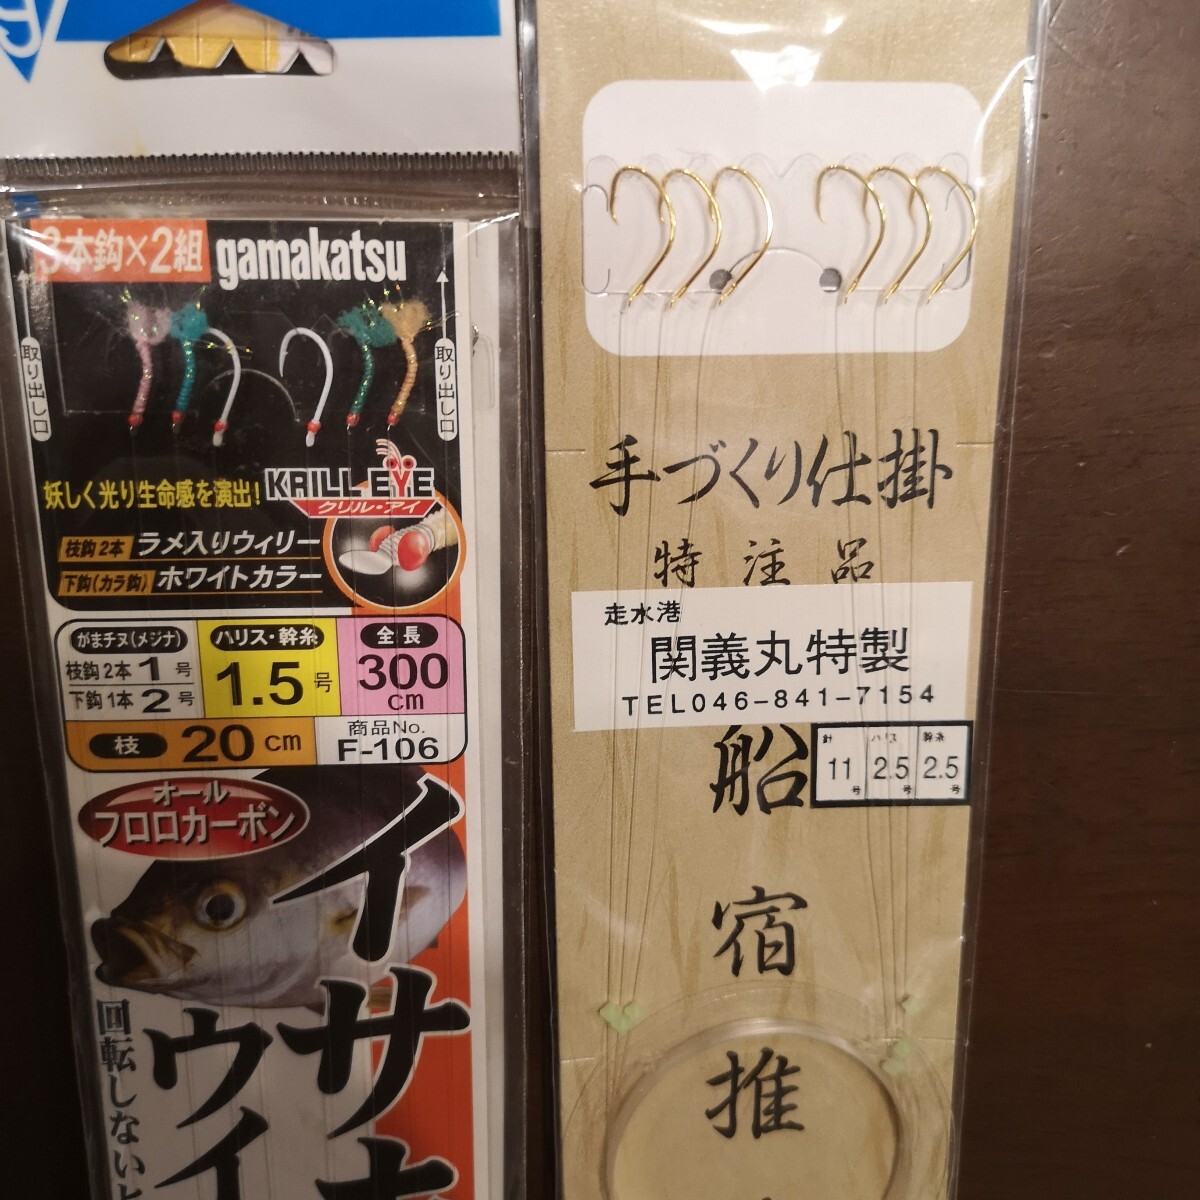 3本鈎×2組
gamakatsu
取り出し口
取り出し口
妖しく光り生命感を演出!
KRILL EYE
クリル・アイ
枝鈎2本 ラメ入りウィリー
下鈎(カラ鈎) ホワイトカラー
がまチヌ(メジナ)
枝鈎2本 1号
下鈎1本 2号
ハリス・幹糸
1.5号
全長
300cm
枝 20cm
商品No.
F-106
オール
フロロカーボン
イサ
ウイ
回転しない
手づくり仕掛
特注品
走水港
関義丸特製
TEL046-841-7154
船
宿
推
針 11号
ハリス 2.5号
幹糸 2.5号